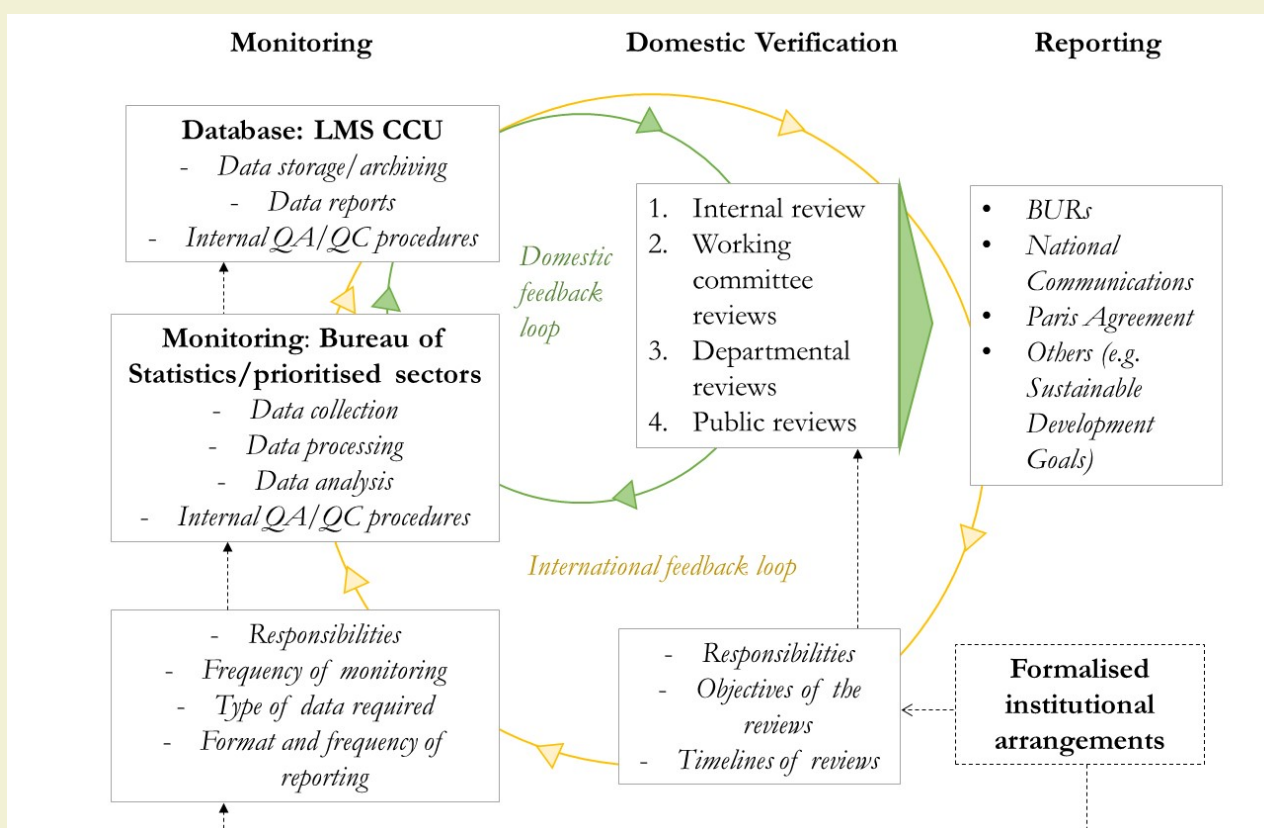 Monitoring
Domestic Verification
Reporting
Database: LMS CCU
- Data storage/archiving
- Data reports
- Internal QA/QC procedures
Monitoring: Bureau of
Statistics/prioritised sectors
- Data collection
- Data processing
- Data analysis
- Internal QA/QC procedures
- Responsibilities
- Frequency of monitoring
- Type of data required
- Format and frequency of
reporting
Domestic
feedback
loop
1. Internal review
2. Working
committee
reviews
3. Departmental
reviews
4. Public reviews
International feedback loop
- Responsibilities
- Objectives of the
reviews
- Timelines of reviews
• BURs
• National
Communications
• Paris Agreement
• Others (e.g.
Sustainable
Development
Goals)
Formalised
institutional
arrangements